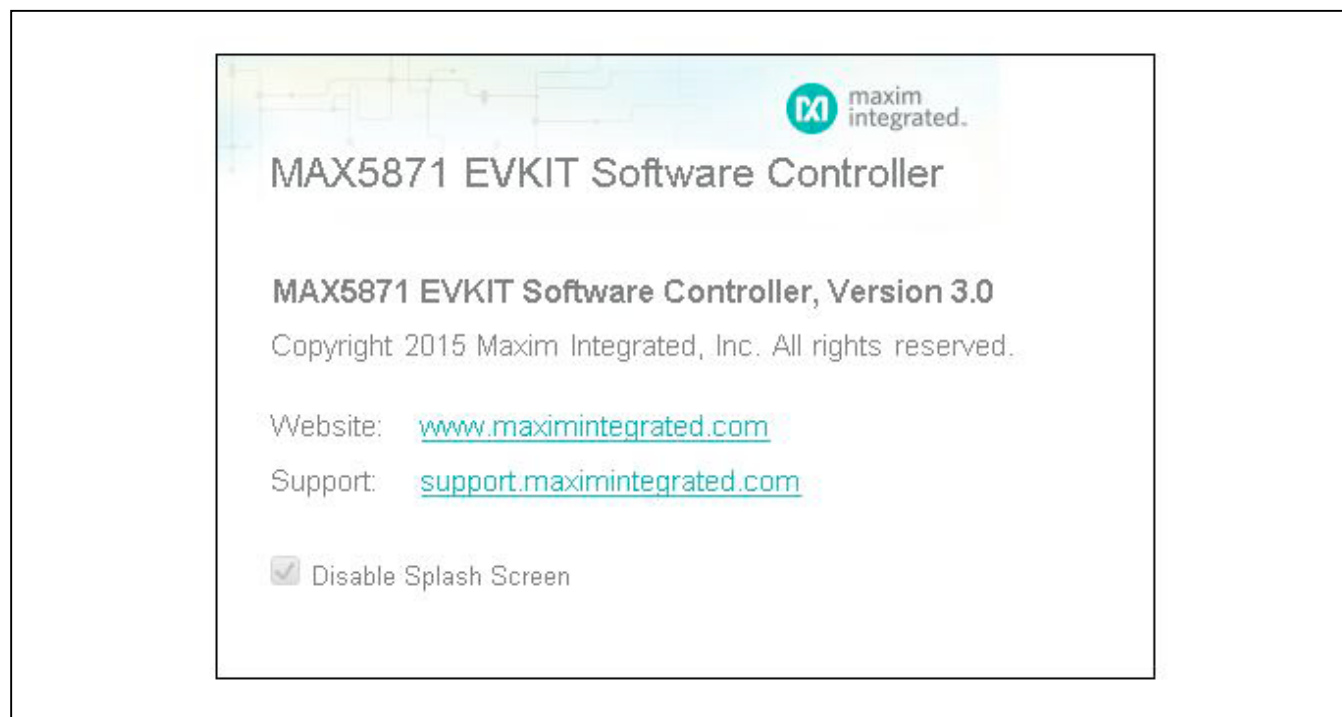 maxim
integrated™
MAX5871 EVKIT Software Controller
MAX5871 EVKIT Software Controller, Version 3.0
Copyright 2015 Maxim Integrated, Inc. All rights reserved.
Website: www.maximintegrated.com
Support: support.maximintegrated.com
Disable Splash Screen